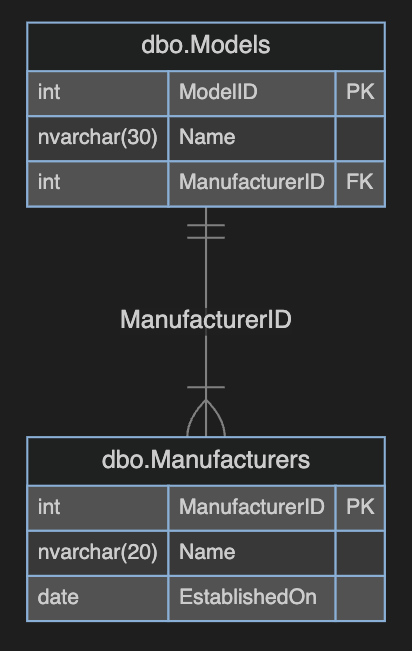 dbo.Models
int ModelID PK
nvarchar(30) Name
int ManufacturerID FK
ManufacturerID
dbo.Manufacturers
int ManufacturerID PK
nvarchar(20) Name
date EstablishedOn